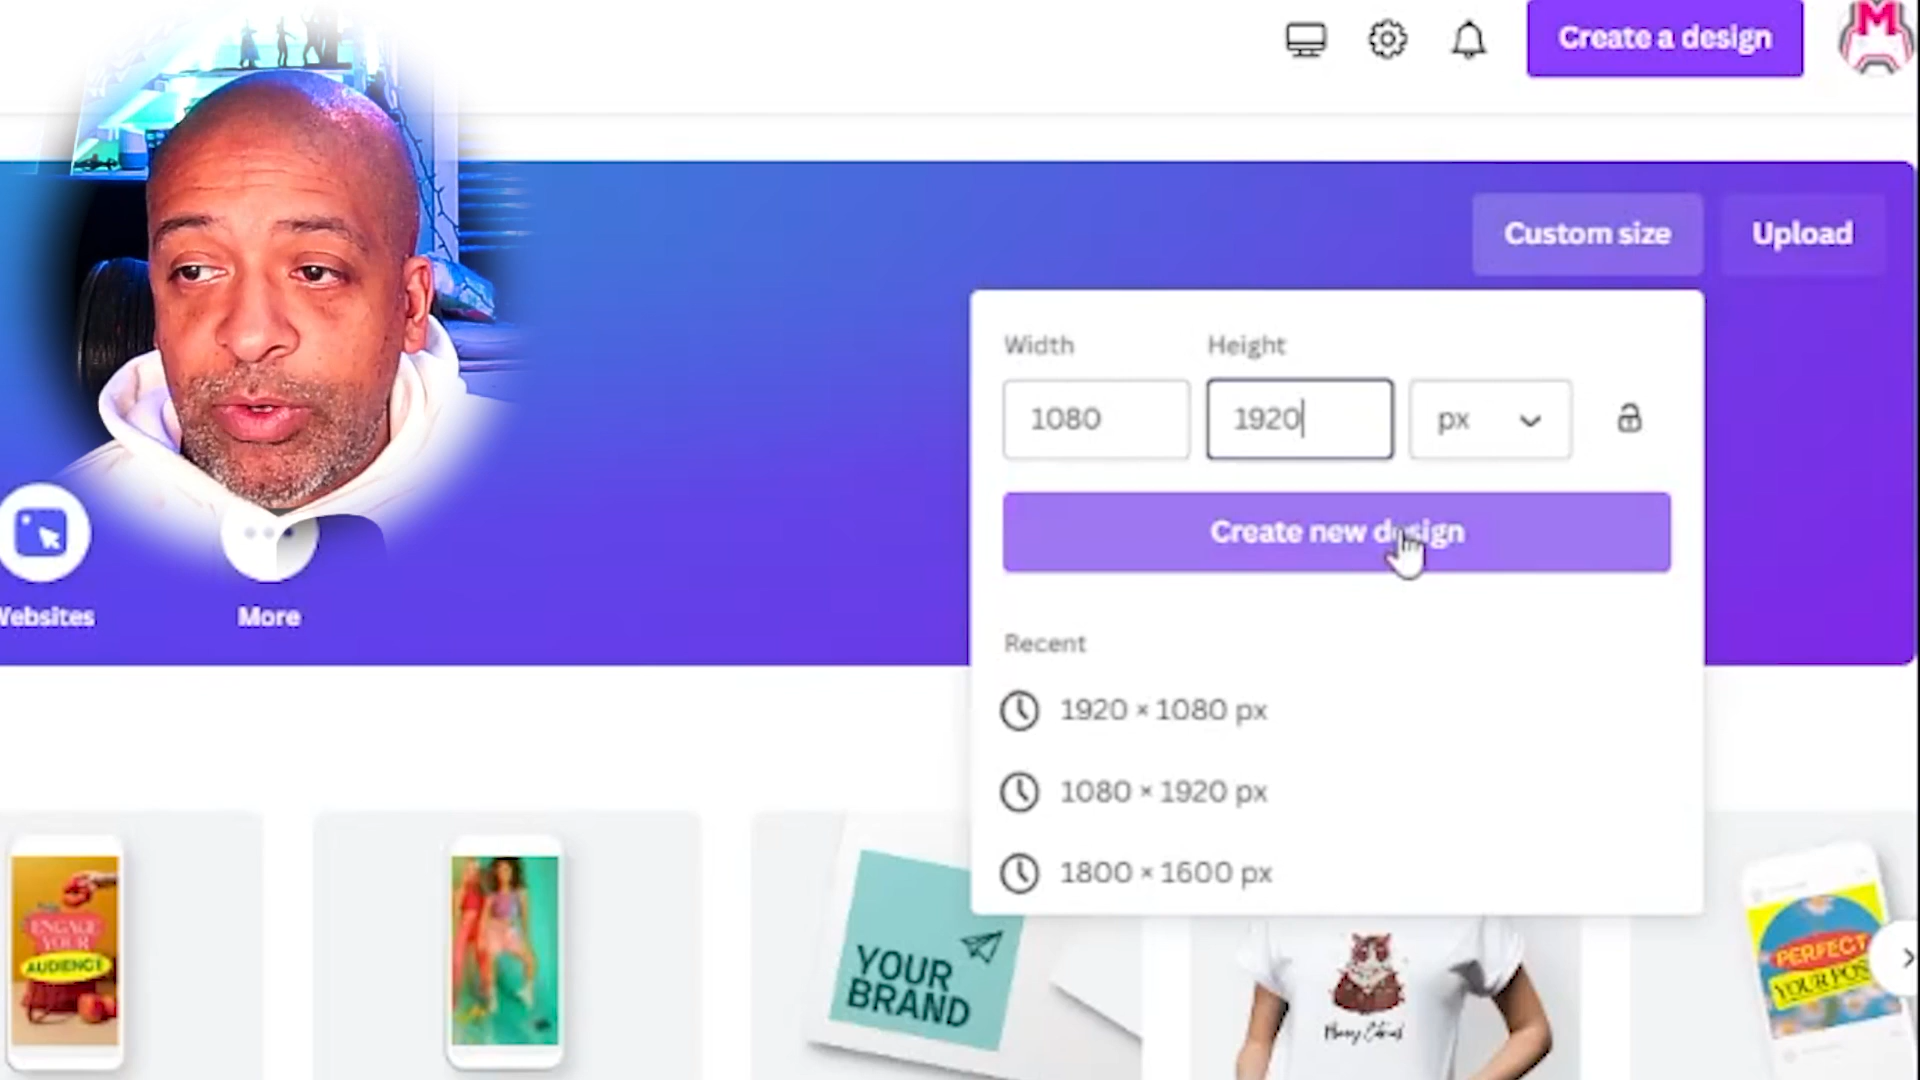 Create a design
Custom size
Upload
Width
Height
1080
1920
px
Create new design
Websites
More
Recent
1920 × 1080 px
1080 × 1920 px
1800 × 1600 px
ENGAGE
YOUR
AUDIENCE
YOUR
BRAND
PERFECT
YOUR POS
M